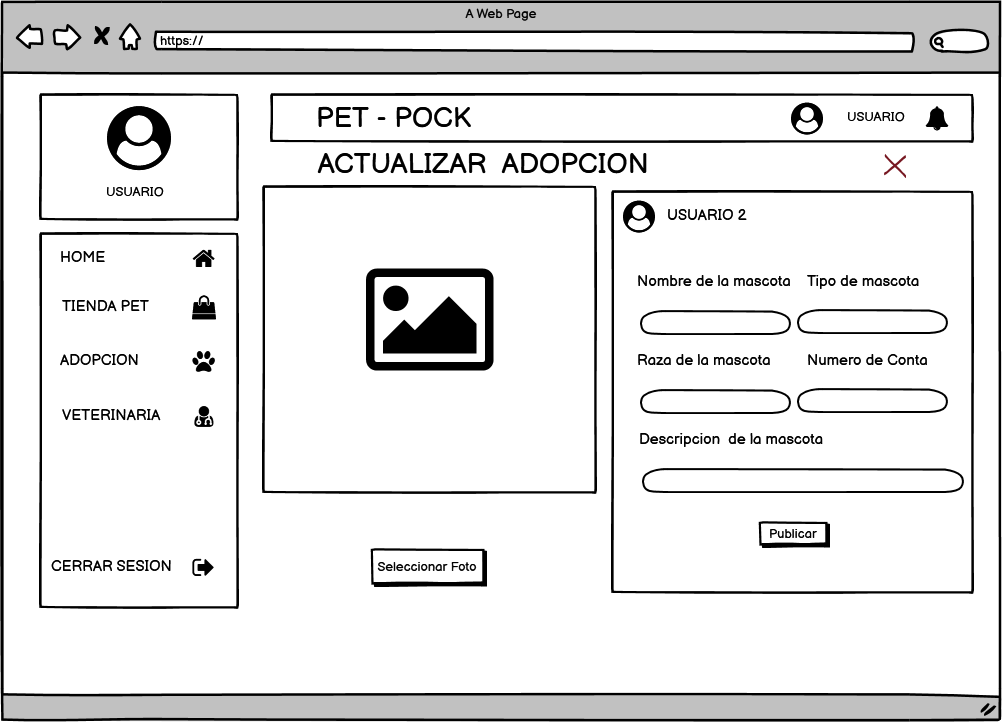 A Web Page
https://
USUARIO
HOME
TIENDA PET
ADOPCION
VETERINARIA
CERRAR SESION
PET - POCK
USUARIO
ACTUALIZAR ADOPCION
Seleccionar Foto
USUARIO 2
Nombre de la mascota
Tipo de mascota
Raza de la mascota
Numero de Conta
Descripcion de la mascota
Publicar